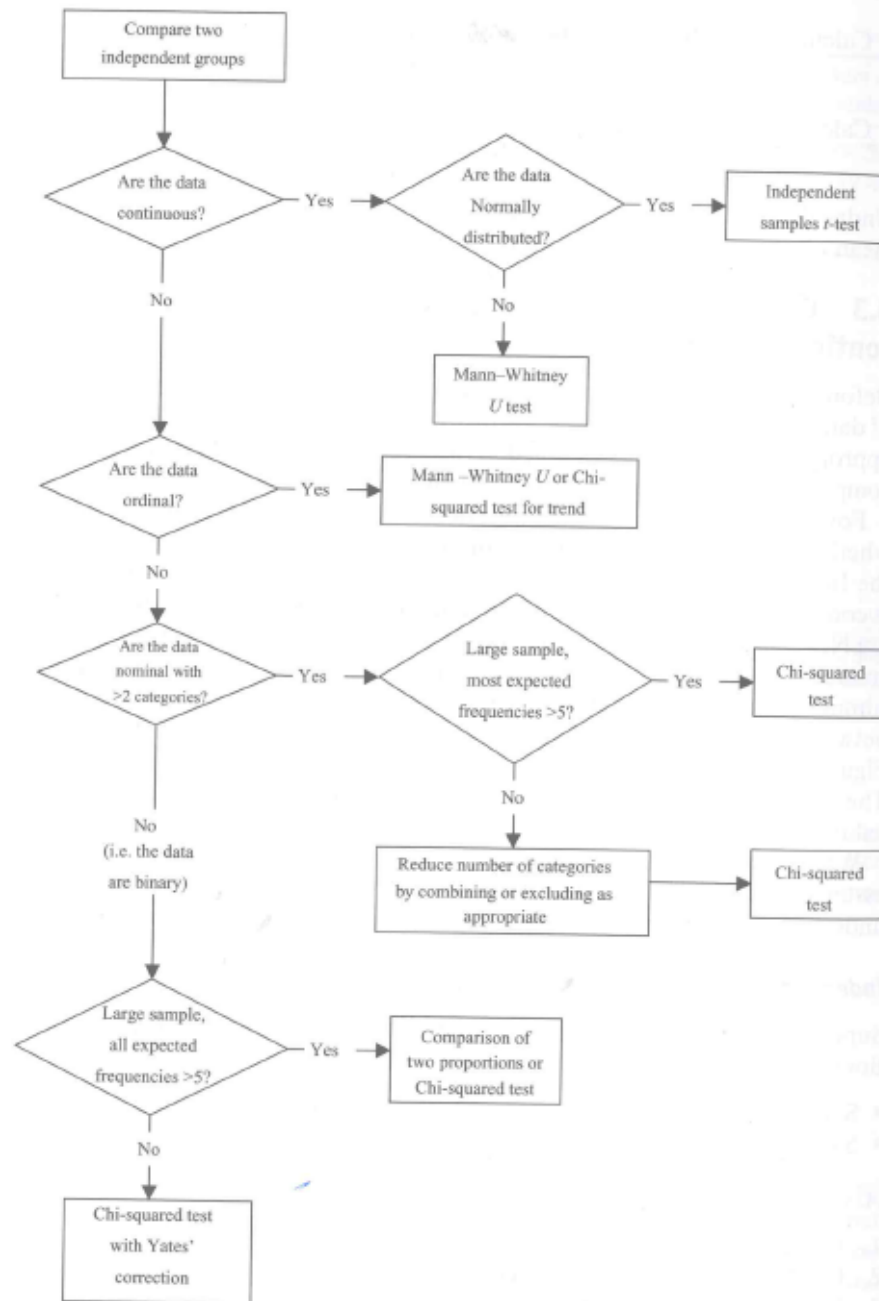 Compare two
independent groups
Are the data
continuous?
Yes
Are the data
Normally
distributed?
Yes
Independent
samples t-test
No
No
Mann–Whitney
U test
Are the data
ordinal?
Yes
Mann –Whitney U or Chi-
squared test for trend
No
Are the data
nominal with
>2 categories?
Yes
Large sample,
most expected
frequencies >5?
Yes
Chi-squared
test
No
No
(i.e. the data
are binary)
Reduce number of categories
by combining or excluding as
appropriate
Chi-squared
test
Large sample,
all expected
frequencies >5?
Yes
Comparison of
two proportions or
Chi-squared test
No
Chi-squared test
with Yates’
correction